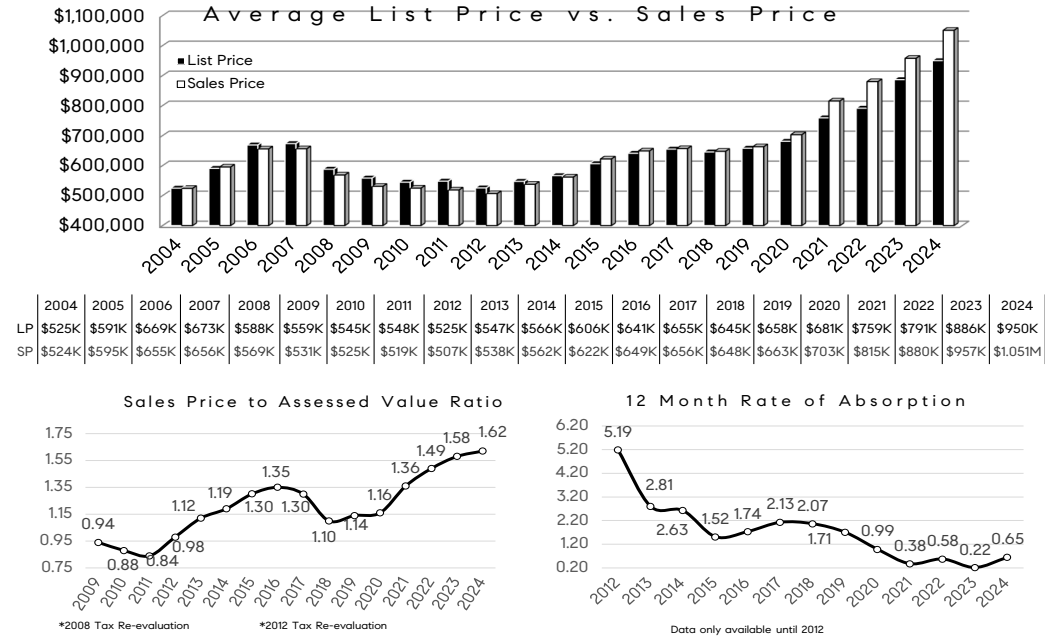 Average List Price vs. Sales Price
$1,100,000
$1,000,000
$900,000
$800,000
$700,000
$600,000
$500,000
$400,000
List Price
Sales Price
2004 2005 2006 2007 2008 2009 2010 2011 2012 2013 2014 2015 2016 2017 2018 2019 2020 2021 2022 2023 2024
2004 2005 2006 2007 2008 2009 2010 2011 2012 2013 2014 2015 2016 2017 2018 2019 2020 2021 2022 2023 2024
LP $525K $591K $669K $673K $588K $559K $545K $548K $525K $547K $566K $606K $641K $655K $645K $658K $681K $759K $791K $886K $950K
SP $524K $595K $655K $656K $569K $531K $525K $519K $507K $538K $562K $622K $649K $656K $648K $663K $703K $815K $880K $957K $1.051M
Sales Price to Assessed Value Ratio
1.75
1.55
1.35
1.15
0.95
0.75
0.94 0.88 0.84 0.98 1.12 1.19 1.30 1.35 1.30 1.10 1.14 1.16 1.36 1.49 1.58 1.62
2009 2010 2011 2012 2013 2014 2015 2016 2017 2018 2019 2020 2021 2022 2023 2024
*2008 Tax Re-evaluation
*2012 Tax Re-evaluation
12 Month Rate of Absorption
6.20
5.20
4.20
3.20
2.20
1.20
0.20
5.19 2.81 2.63 1.52 1.74 2.13 2.07 1.71 0.99 0.38 0.58 0.22 0.65
2012 2013 2014 2015 2016 2017 2018 2019 2020 2021 2022 2023 2024
Data only available until 2012